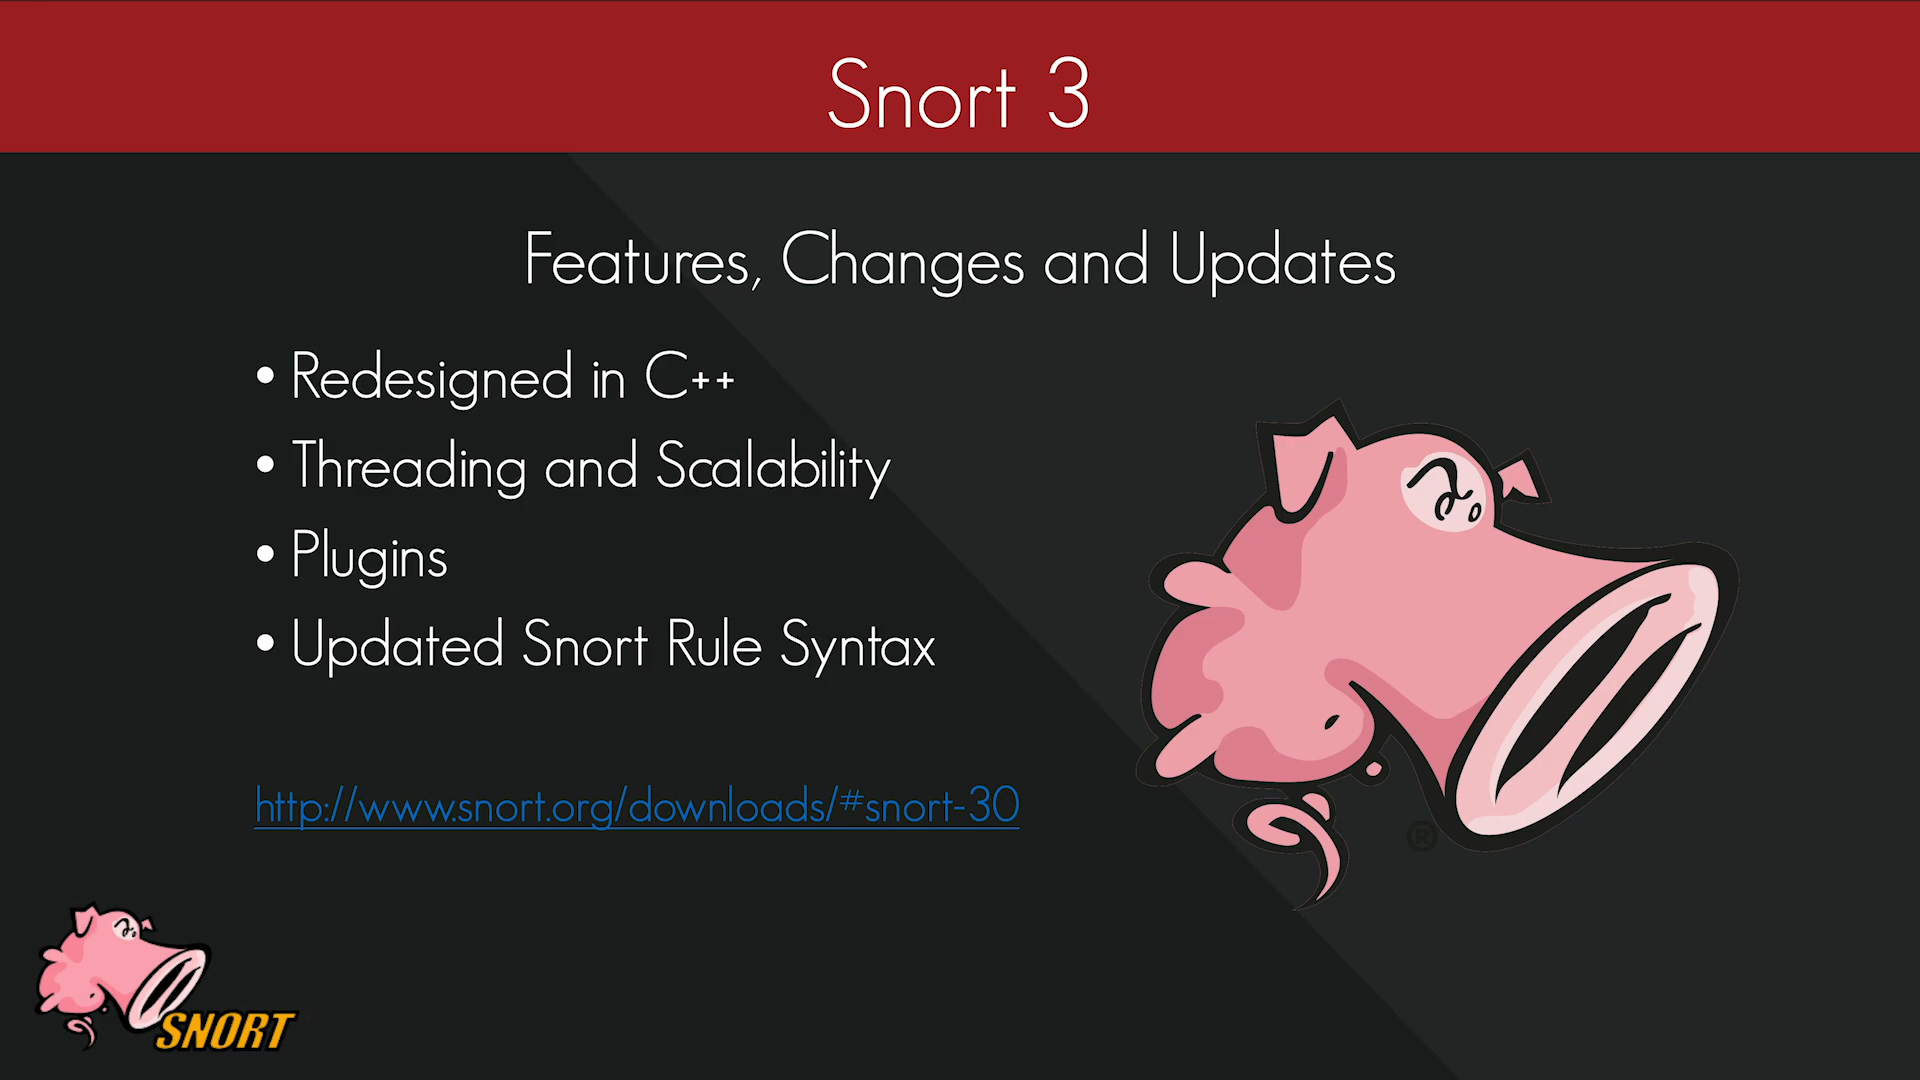 Snort 3
Features, Changes and Updates
• Redesigned in C++
• Threading and Scalability
• Plugins
• Updated Snort Rule Syntax
http://www.snort.org/downloads/#snort-30
®
SNORT